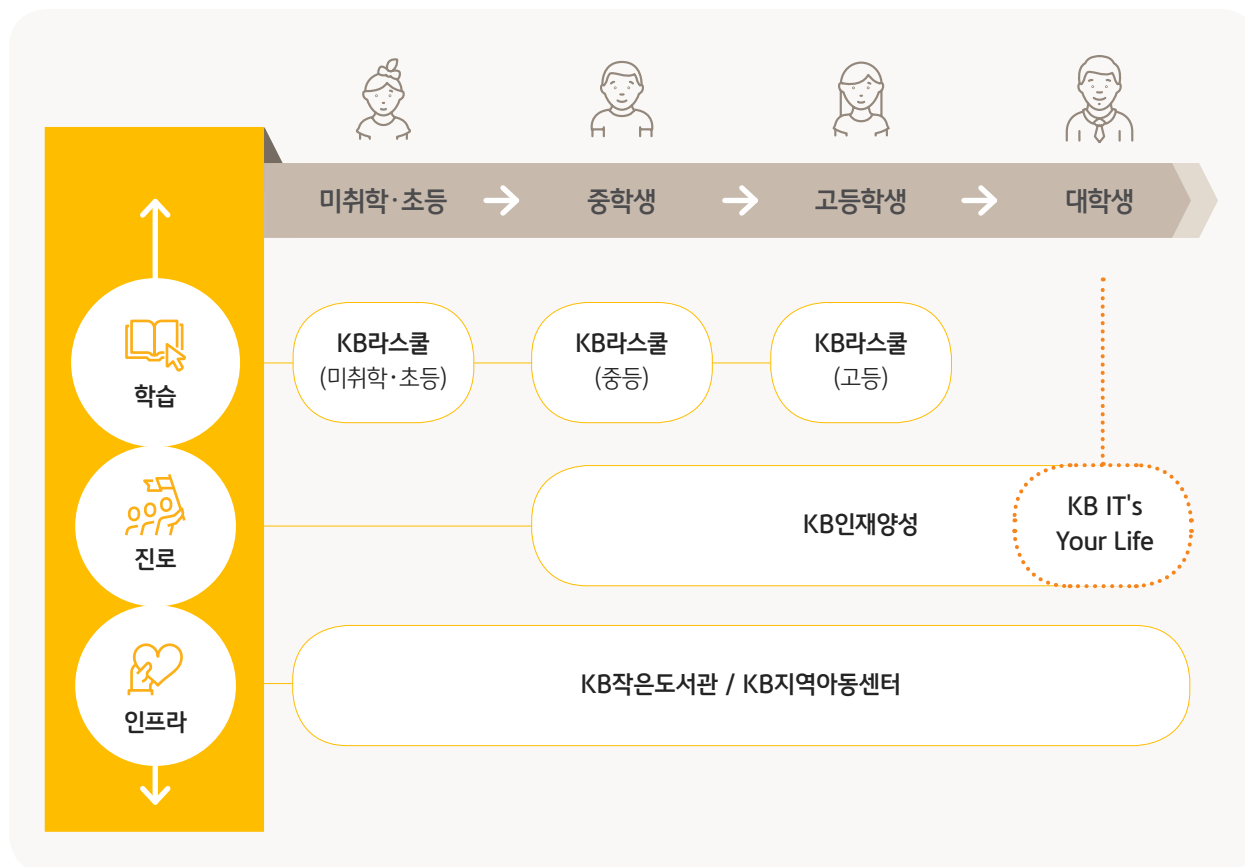 미취학·초등
중학생
고등학생
대학생
학습
KB라스쿨
(미취학·초등)
KB라스쿨
(중등)
KB라스쿨
(고등)
진로
KB인재양성
KB IT's
Your Life
인프라
KB작은도서관 / KB지역아동센터